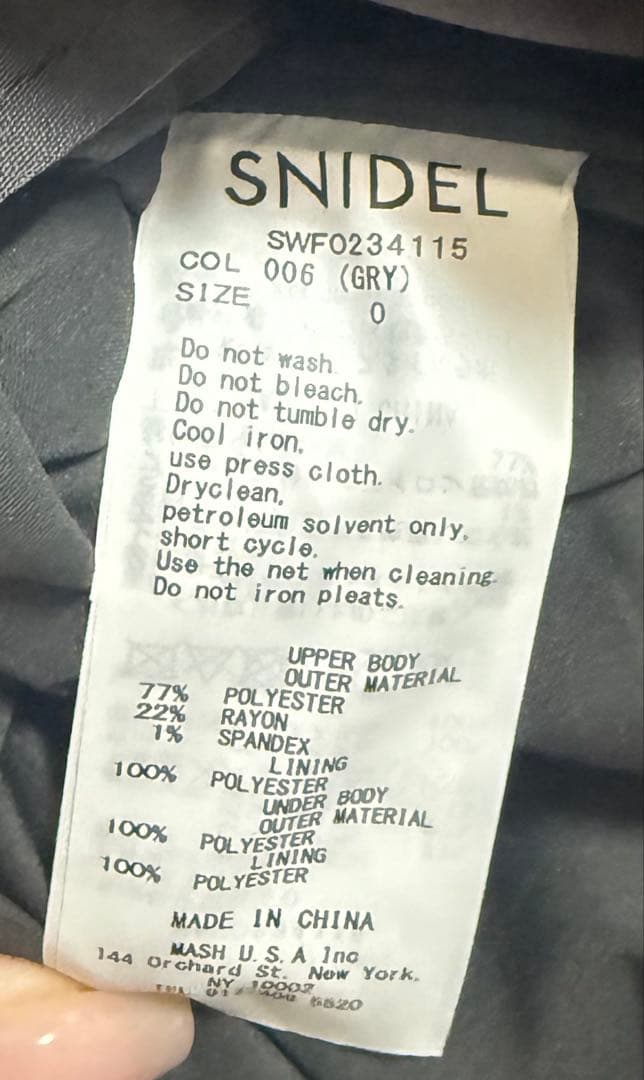 SNIDEL
SWFO234115
COL 006 (GRY)
SIZE 0
Do not wash.
Do not bleach.
Do not tumble dry.
Cool iron,
use press cloth.
Dryclean,
petroleum solvent only,
short cycle.
Use the net when cleaning.
Do not iron pleats.
UPPER BODY
OUTER MATERIAL
77% POLYESTER
22% RAYON
1% SPANDEX
LINING
100% POLYESTER
UNDER BODY
OUTER MATERIAL
100% POLYESTER
LINING
100% POLYESTER
MADE IN CHINA
MASH U.S.A Inc
144 Orchard St. New York,
NY 10002